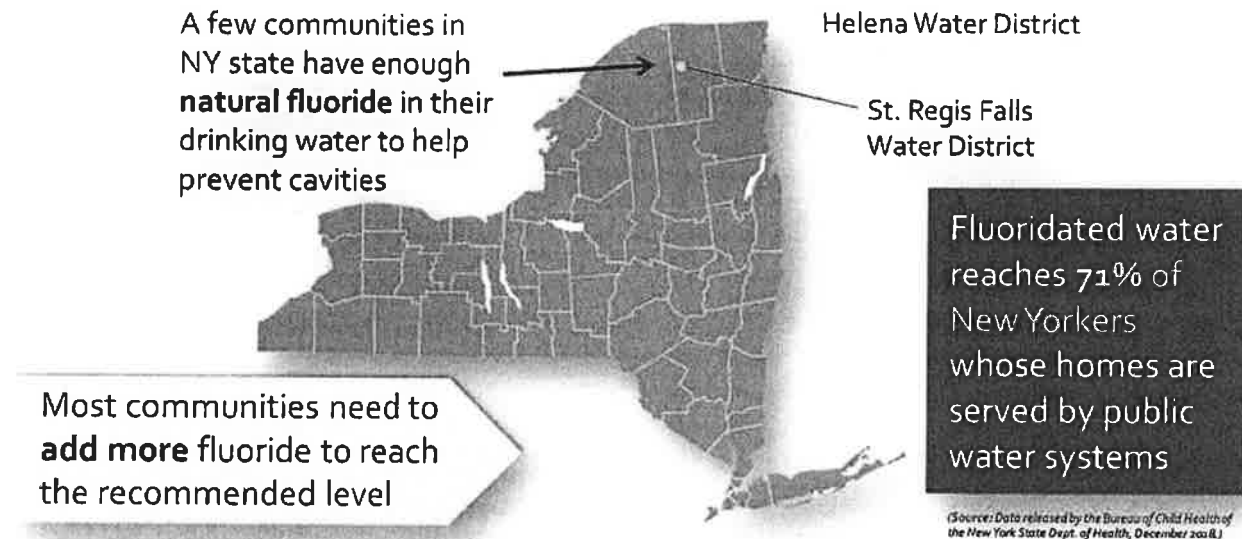 A few communities in
NY state have enough
natural fluoride in their
drinking water to help
prevent cavities
Helena Water District
St. Regis Falls
Water District
Fluoridated water
reaches 71% of
New Yorkers
whose homes are
served by public
water systems
Most communities need to
add more fluoride to reach
the recommended level
(Source: Data released by the Bureau of Child Health of
the New York State Dept. of Health, December 2018.)